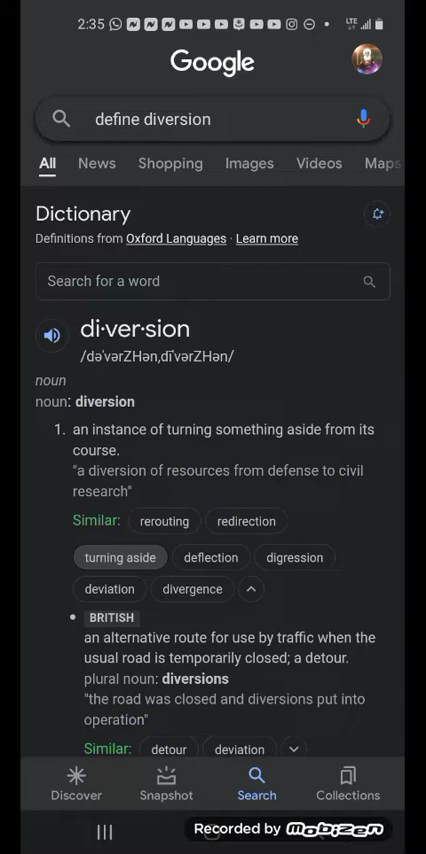 2:35
LTE
Google
define diversion
All News Shopping Images Videos Maps
Dictionary
Definitions from Oxford Languages · Learn more
Search for a word
di·ver·sion
/dəˈvərZHən,dīˈvərZHən/
noun
noun: diversion
1. an instance of turning something aside from its
course.
"a diversion of resources from defense to civil
research"
Similar: rerouting redirection
turning aside deflection digression
deviation divergence
• BRITISH
an alternative route for use by traffic when the
usual road is temporarily closed; a detour.
plural noun: diversions
"the road was closed and diversions put into
operation"
Similar: detour deviation
Discover Snapshot Search Collections
Recorded by mobizen